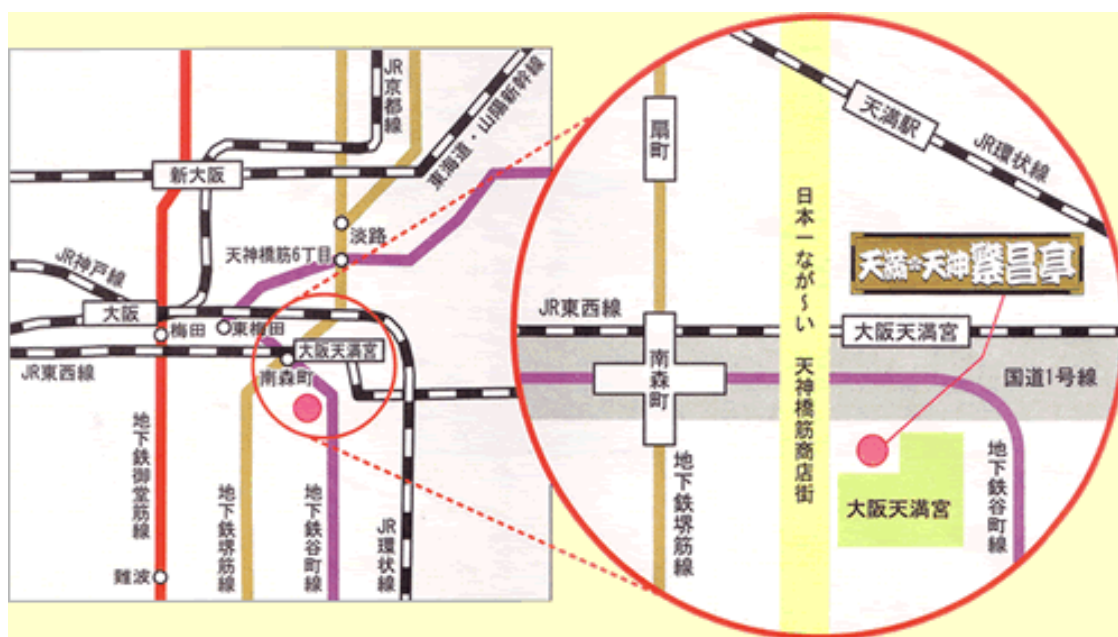 JR京都線
東海道・山陽新幹線
新大阪
淡路
天神橋筋6丁目
JR神戸線
大阪
梅田
東梅田
大阪天満宮
JR東西線
南森町
地下鉄御堂筋線
地下鉄堺筋線
地下鉄谷町線
JR環状線
難波
扇町
天満駅
JR環状線
日本一なが～い 天神橋筋商店街
天満☆天神繁昌亭
JR東西線
大阪天満宮
南森町
国道1号線
地下鉄堺筋線
大阪天満宮
地下鉄谷町線